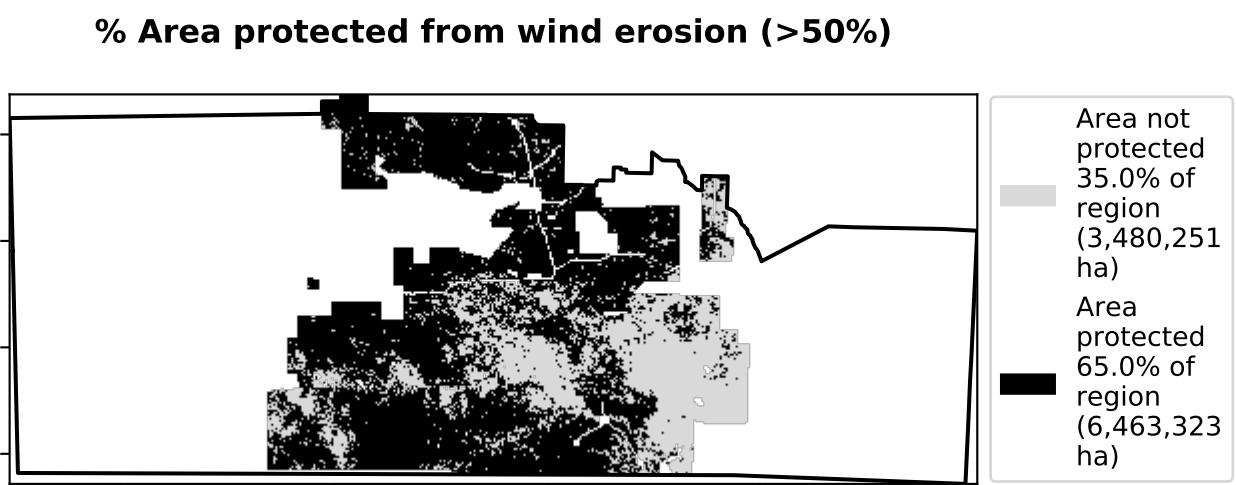 % Area protected from wind erosion (>50%)
Area not
protected
35.0% of
region
(3,480,251
ha)
Area
protected
65.0% of
region
(6,463,323
ha)